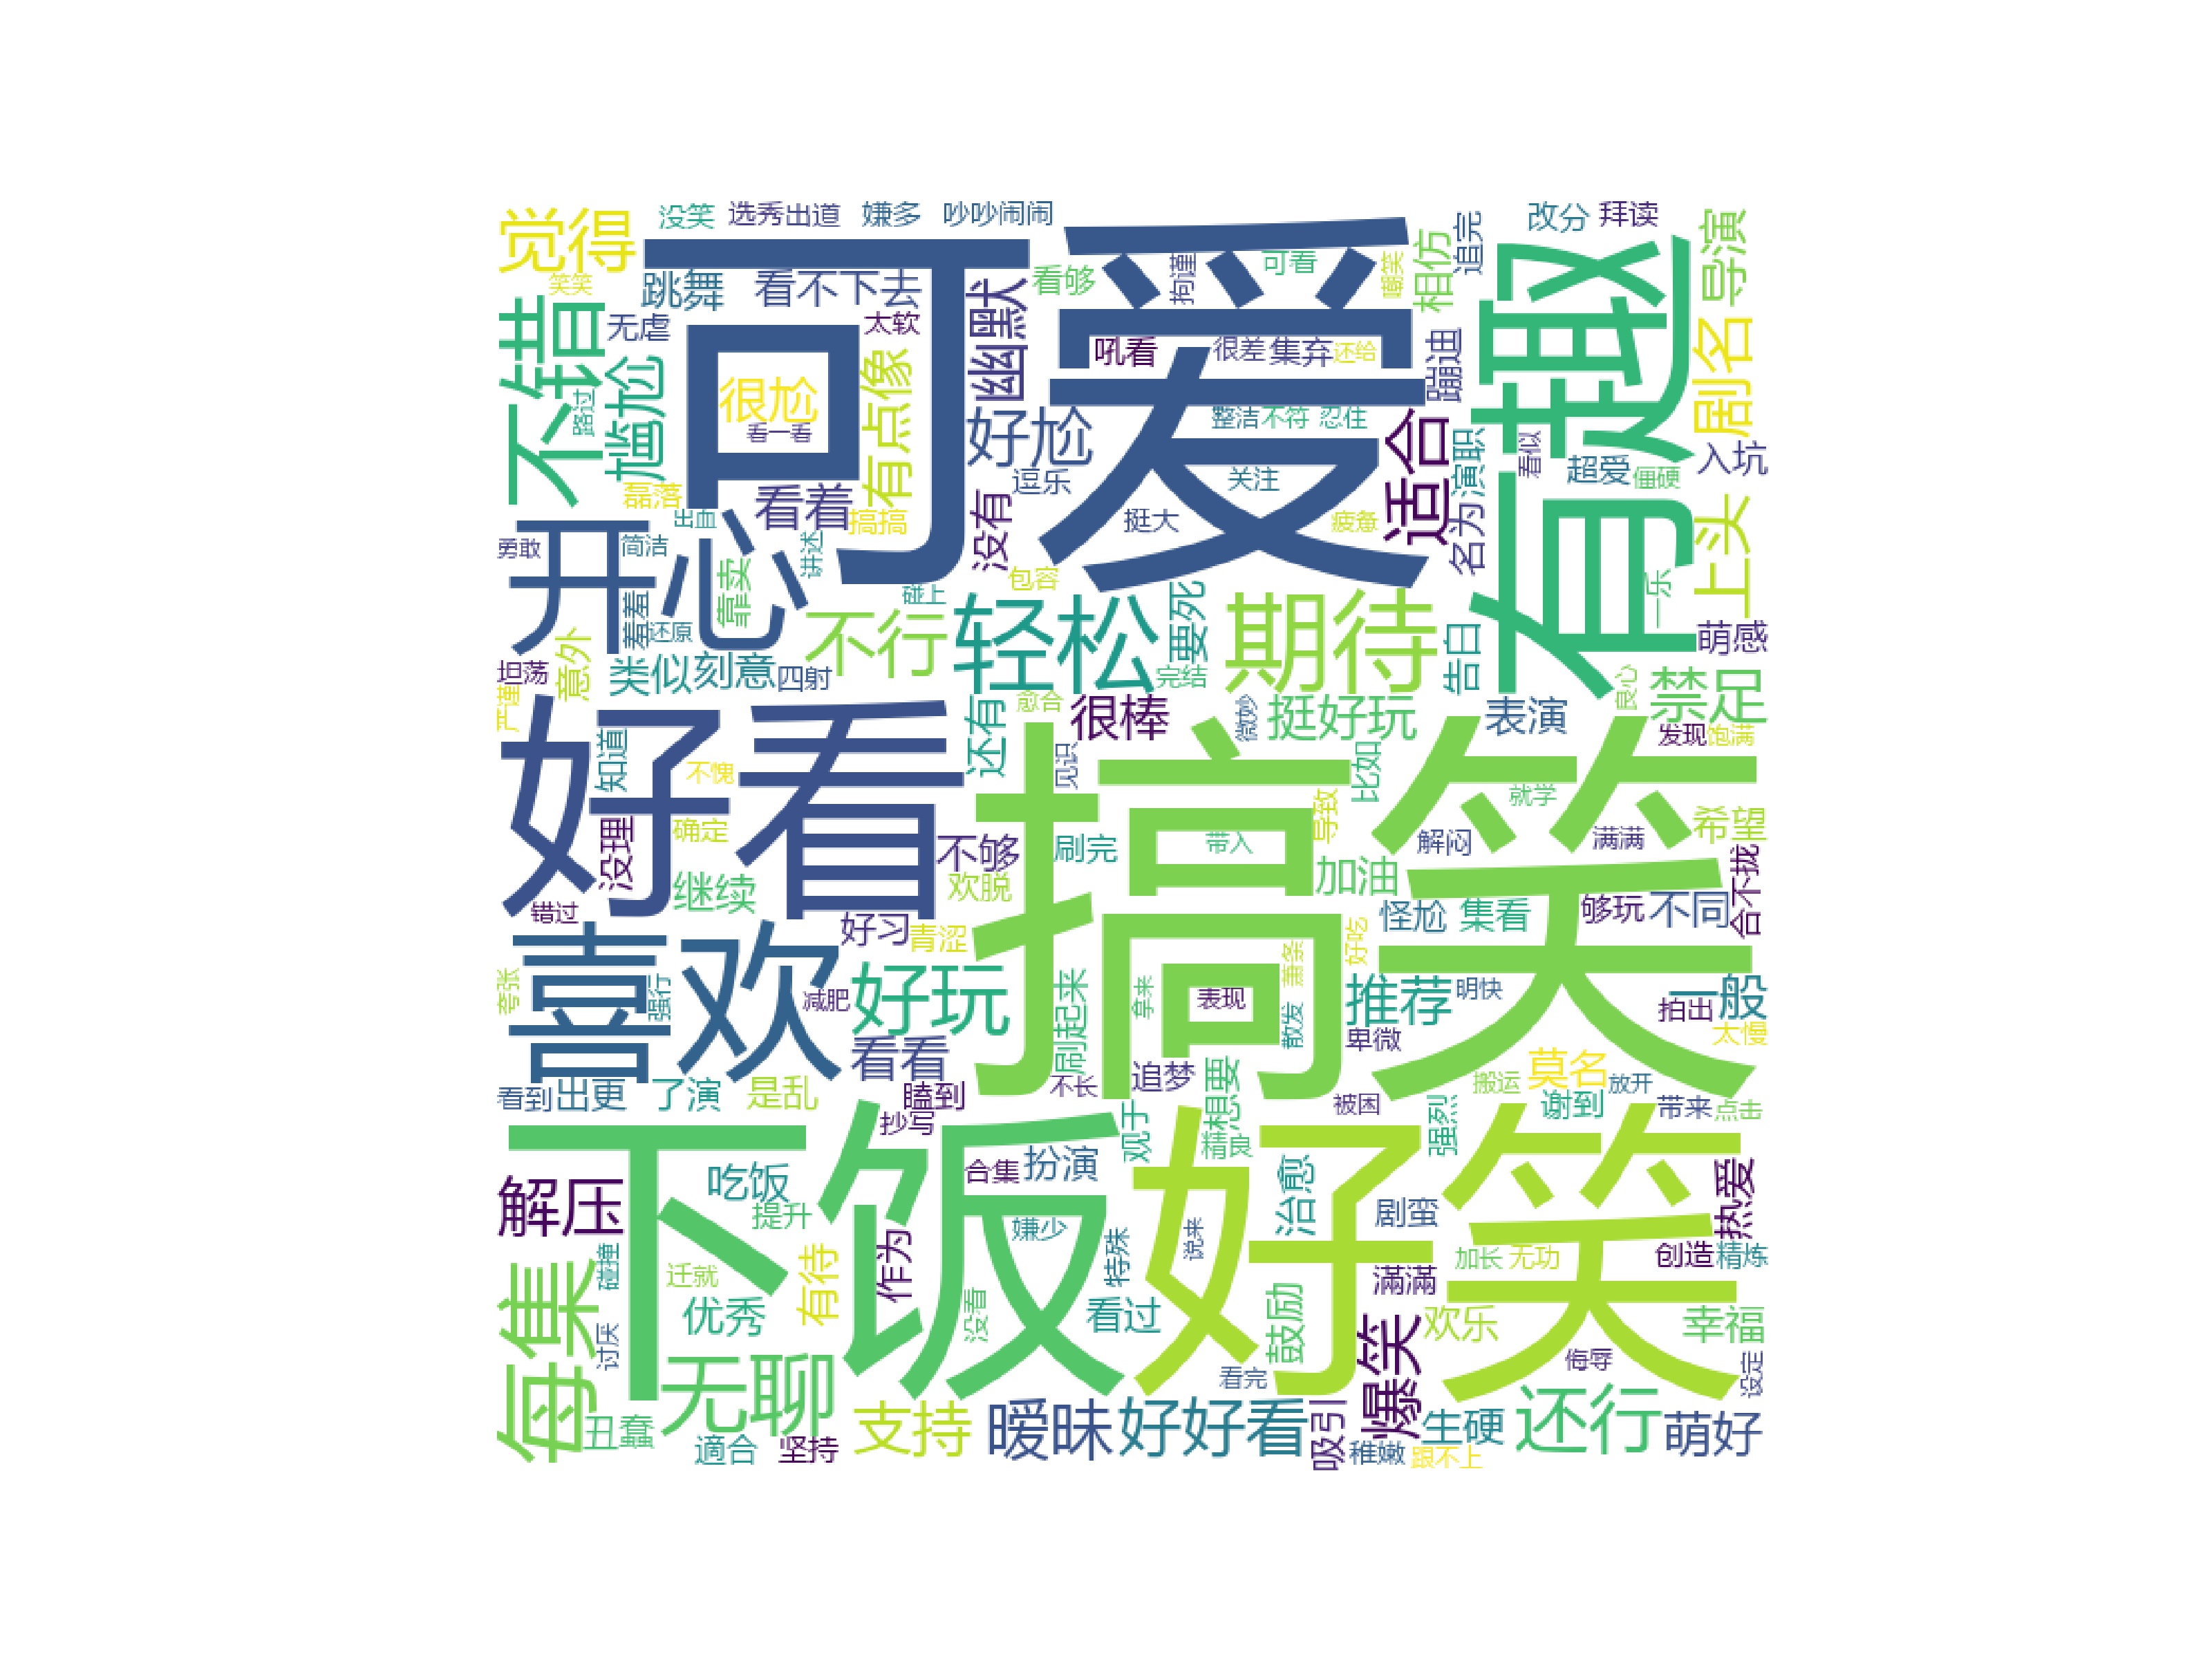 觉得
没笑
选秀出道
嫌多
吵吵闹闹
可爱
有趣
改分
拜读
导演
追完
相仿
笑笑
跳舞
看不下去
幽默
看够
拘谨
可看
嘲笑
不错
无虐
太软
吼看
很差
集弃
还给
蹦迪
剧名
尴尬
路过
很尬
看一看
有点像
好尬
整洁
不符
忍住
适合
演职
看似
超爱
僵硬
入坑
磊落
看着
搞搞
没有
逗乐
关注
挺大
疲惫
名为
上头
开心
出血
勇敢
简洁
讲述
靠卖
羞羞
还原
碰上
包容
不行
轻松
要死
期待
告白
一乐
萌感
坦荡
意外
类似
刻意
四射
完结
良心
禁足
严谨
好看
知道
不愧
还有
愈合
很棒
微妙
挺好玩
表演
发现
饱满
见识
搞笑
比如
就学
没理
确定
不够
刷完
带入
导致
解闷
满满
希望
合不拢
继续
欢脱
加油
错过
好习
青涩
怪尬
集看
够玩
不同
喜欢
夸张
强行
减肥
好玩
刷起来
拿来
表现
萧条
好吃
散发
推荐
明快
拍出
一般
太慢
看看
卑微
看到
出更
了演
是乱
瞌到
不长
追梦
想要
被困
搬运
莫名
放开
谢到
带来
点击
抄写
下饭
好笑
观于
精良
强烈
解压
吃饭
提升
合集
扮演
治愈
剧蛮
热爱
嫌少
说来
特殊
作为
有待
碰撞
迁就
加长
无功
创造
精炼
滿滿
每集
讨厌
优秀
没看
看过
鼓励
爆笑
欢乐
幸福
侮辱
设定
无聊
看完
丑蠢
適合
坚持
支持
暧昧
好好看
吸引
稚嫩
生硬
跟不上
还行
萌好